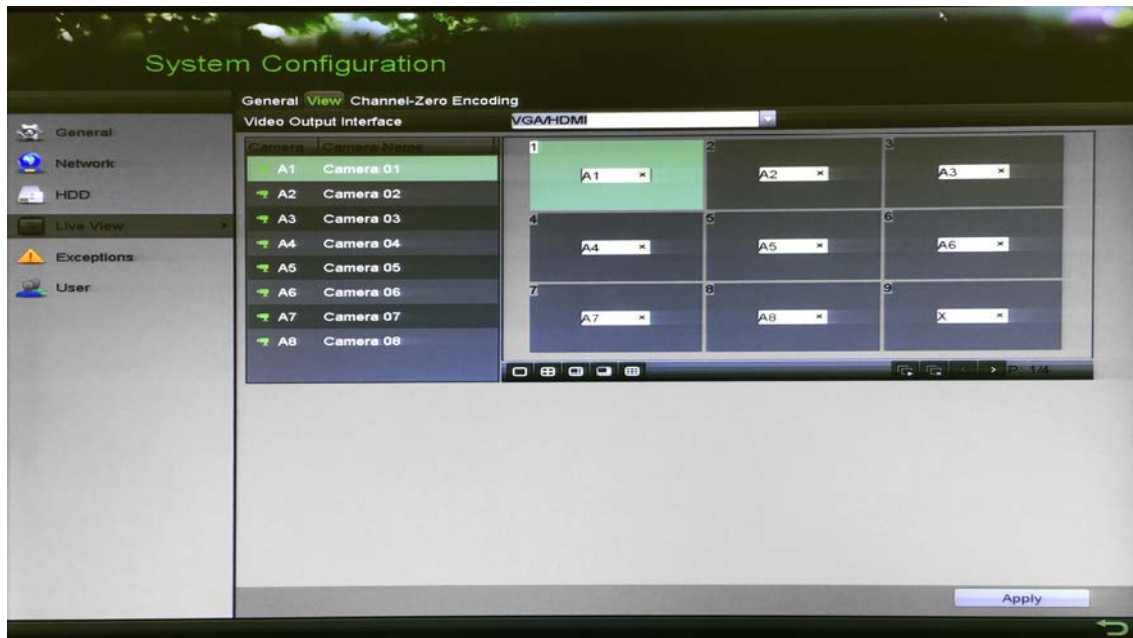 System Configuration
General View Channel-Zero Encoding
Video Output Interface VGA/HDMI
General
Network
HDD
Live View
Exceptions
User
Camera Camera Name
A1 Camera 01
A2 Camera 02
A3 Camera 03
A4 Camera 04
A5 Camera 05
A6 Camera 06
A7 Camera 07
A8 Camera 08
1 2 3
A1 × A2 × A3 ×
4 5 6
A4 × A5 × A6 ×
7 8 9
A7 × A8 × X ×
P: 1/4
Apply